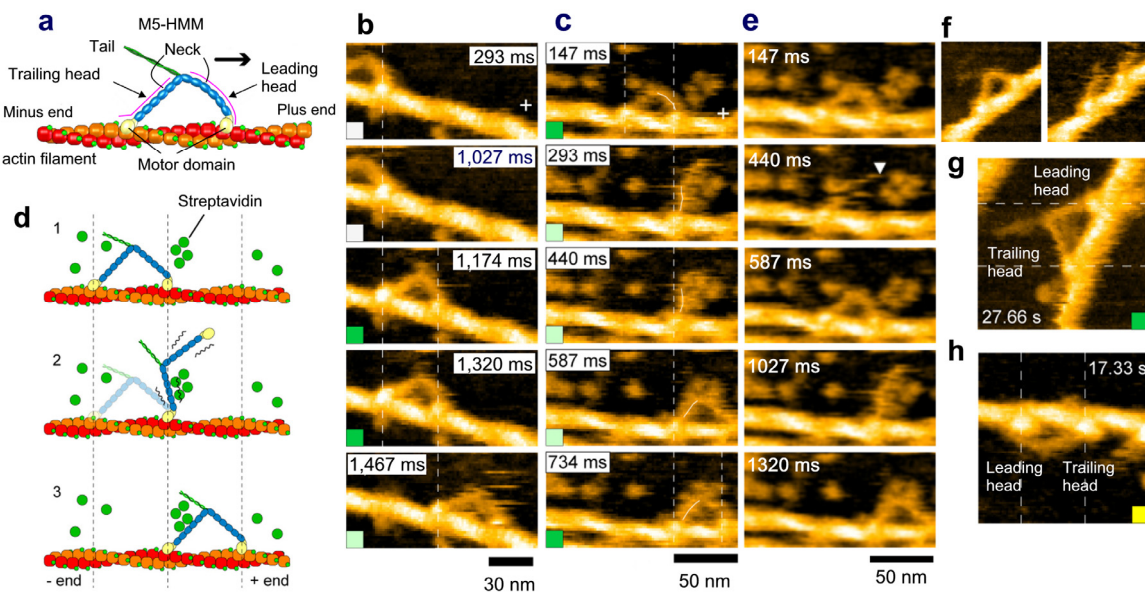 a
M5-HMM
Tail
Neck
Trailing head
Leading
head
Minus end
Plus end
actin filament
Motor domain
b
293 ms
+
1,027 ms
1,174 ms
1,320 ms
1,467 ms
30 nm
c
147 ms
+
293 ms
440 ms
587 ms
734 ms
50 nm
d
Streptavidin
1
2
3
- end
+ end
e
147 ms
440 ms
587 ms
1027 ms
1320 ms
50 nm
f
g
Leading
head
Trailing
head
27.66 s
h
17.33 s
Leading
head
Trailing
head